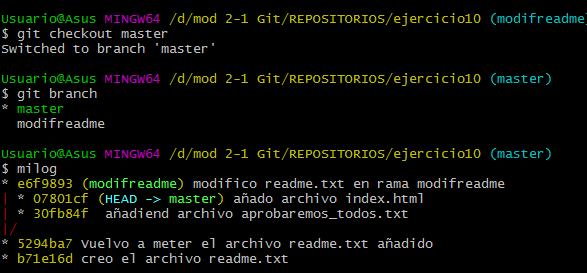 Usuario@Asus MINGW64 /d/mod 2-1 Git/REPOSITORIOS/ejercicio10 (modifreadme)
$ git checkout master
Switched to branch 'master'
Usuario@Asus MINGW64 /d/mod 2-1 Git/REPOSITORIOS/ejercicio10 (master)
$ git branch
* master
  modifreadme
Usuario@Asus MINGW64 /d/mod 2-1 Git/REPOSITORIOS/ejercicio10 (master)
$ milog
* e6f9893 (modifreadme) modifico readme.txt en rama modifreadme
| * 07801cf (HEAD -> master) añado archivo index.html
| * 30fb84f  añadiend archivo aprobaremos_todos.txt
|/
* 5294ba7 Vuelvo a meter el archivo readme.txt añadido
* b71e16d creo el archivo readme.txt